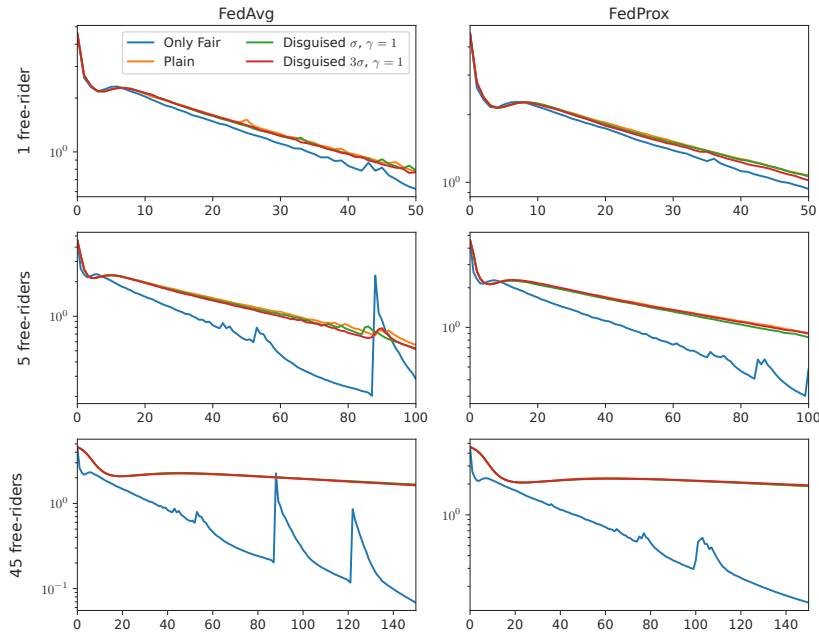 FedAvg FedProx
Only Fair Disguised σ, γ = 1
Plain Disguised 3σ, γ = 1
1 free-rider
10⁰ 10⁰
0 10 20 30 40 50 0 10 20 30 40 50
5 free-riders
10⁰ 10⁰
0 20 40 60 80 100 0 20 40 60 80 100
45 free-riders
10⁰ 10⁰
10⁻¹
0 20 40 60 80 100 120 140 0 20 40 60 80 100 120 140